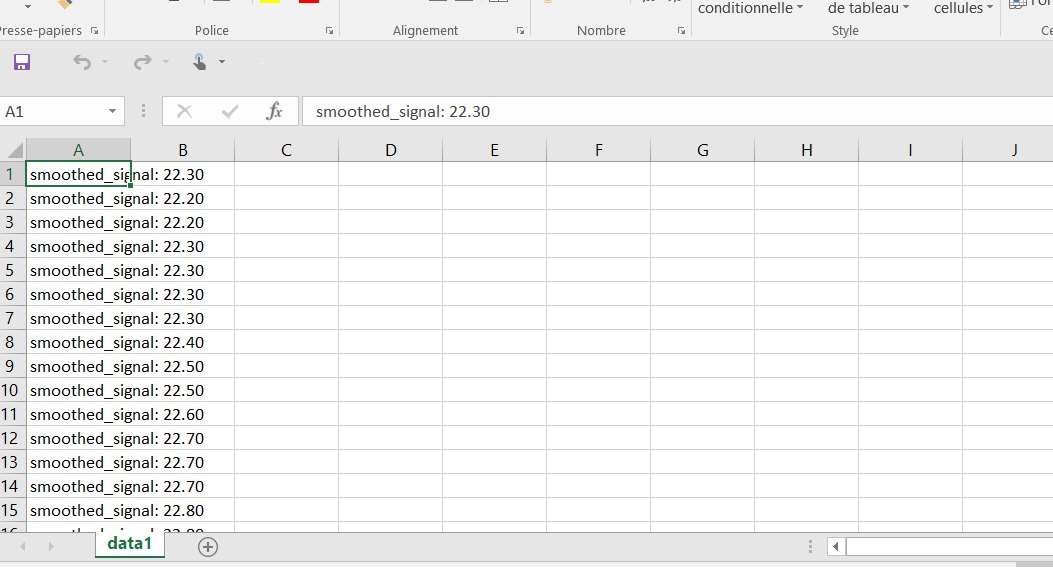 conditionnelle de tableau cellules
Presse-papiers Police Alignement Nombre Style
A1 fx smoothed_signal: 22.30
A B C D E F G H I J
1 smoothed_signal: 22.30
2 smoothed_signal: 22.20
3 smoothed_signal: 22.20
4 smoothed_signal: 22.30
5 smoothed_signal: 22.30
6 smoothed_signal: 22.30
7 smoothed_signal: 22.30
8 smoothed_signal: 22.40
9 smoothed_signal: 22.50
10 smoothed_signal: 22.50
11 smoothed_signal: 22.60
12 smoothed_signal: 22.70
13 smoothed_signal: 22.70
14 smoothed_signal: 22.70
15 smoothed_signal: 22.80
data1